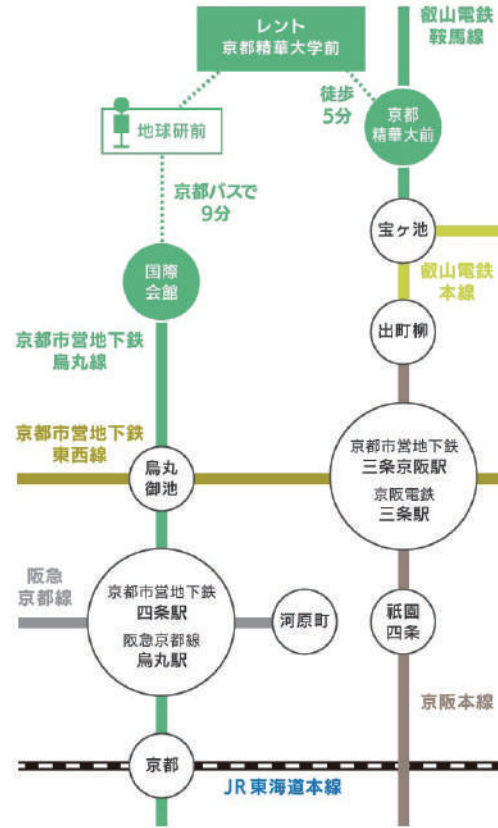 レント
京都精華大学前
叡山電鉄
鞍馬線
徒歩
5分
京都
精華大前
地球研前
京都バスで
9分
宝ヶ池
国際
会館
叡山電鉄
本線
京都市営地下鉄
烏丸線
出町柳
京都市営地下鉄
東西線
烏丸
御池
京都市営地下鉄
三条京阪駅
京阪電鉄
三条駅
阪急
京都線
京都市営地下鉄
四条駅
阪急京都線
烏丸駅
河原町
祇園
四条
京阪本線
京都
JR東海道本線